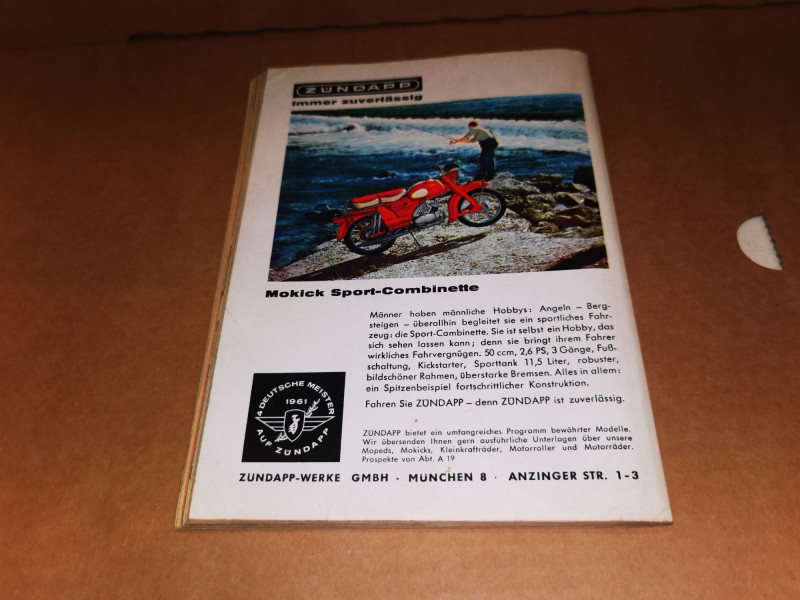 ZÜNDAPP
immer zuverlässig
Mokick Sport-Combinette
Männer haben männliche Hobbys: Angeln – Berg-
steigen – überallhin begleitet sie ein sportliches Fahr-
zeug: die Sport-Combinette. Sie ist selbst ein Hobby, das
sich sehen lassen kann; denn sie bringt ihrem Fahrer
wirkliches Fahrvergnügen. 50 ccm, 2,6 PS, 3 Gänge, Fuß-
schaltung, Kickstarter, Sporttank 11,5 Liter, robuster,
bildschöner Rahmen, überstarke Bremsen. Alles in allem:
ein Spitzenbeispiel fortschrittlicher Konstruktion.
Fahren Sie ZÜNDAPP – denn ZÜNDAPP ist zuverlässig.
4 DEUTSCHE MEISTER
1961
AUF ZÜNDAPP
ZÜNDAPP bietet ein umfangreiches Programm bewährter Modelle.
Wir übersenden Ihnen gern ausführliche Unterlagen über unsere
Mopeds, Mokicks, Kleinkrafträder, Motorroller und Motorräder.
Prospekte von Abt. A 19
ZÜNDAPP-WERKE GMBH · MÜNCHEN 8 · ANZINGER STR. 1-3